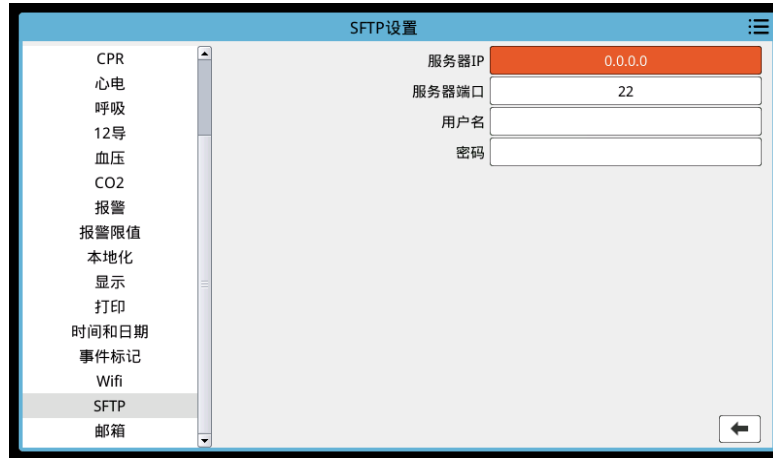 SFTP设置
CPR
心电
呼吸
12导
血压
CO2
报警
报警限值
本地化
显示
打印
时间和日期
事件标记
Wifi
SFTP
邮箱
服务器IP 0.0.0.0
服务器端口 22
用户名
密码